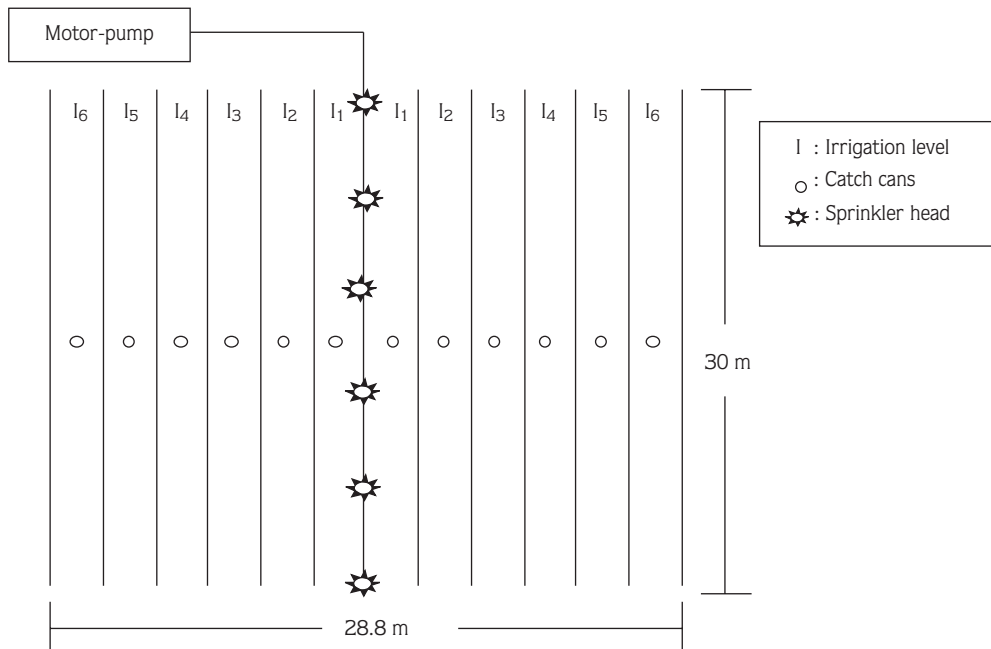 Motor-pump
I₆ I₅ I₄ I₃ I₂ I₁ I₁ I₂ I₃ I₄ I₅ I₆
I : Irrigation level
: Catch cans
: Sprinkler head
30 m
28.8 m